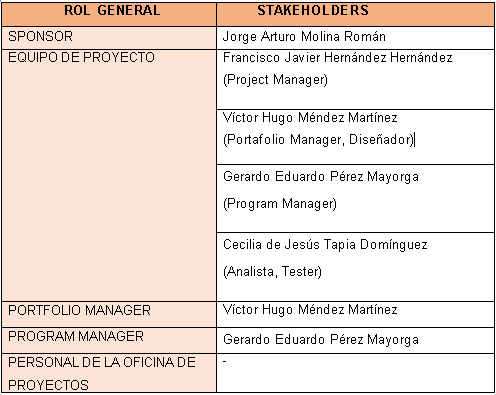 ROL GENERAL STAKEHOLDERS
SPONSOR Jorge Arturo Molina Román
EQUIPO DE PROYECTO Francisco Javier Hernández Hernández
(Project Manager)
Víctor Hugo Méndez Martínez
(Portafolio Manager, Diseñador)
Gerardo Eduardo Pérez Mayorga
(Program Manager)
Cecilia de Jesús Tapia Domínguez
(Analista, Tester)
PORTFOLIO MANAGER Víctor Hugo Méndez Martínez
PROGRAM MANAGER Gerardo Eduardo Pérez Mayorga
PERSONAL DE LA OFICINA DE -
PROYECTOS